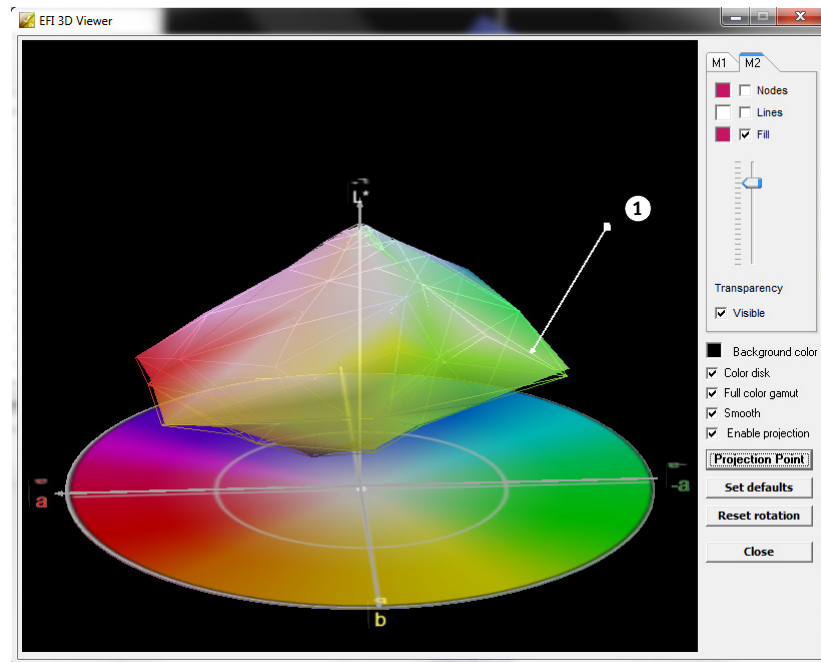 EFI 3D Viewer
M1 M2
Nodes
Lines
Fill
Transparency
Visible
Background color
Color disk
Full color gamut
Smooth
Enable projection
Projection Point
Set defaults
Reset rotation
Close
L*
1
a
-a
b